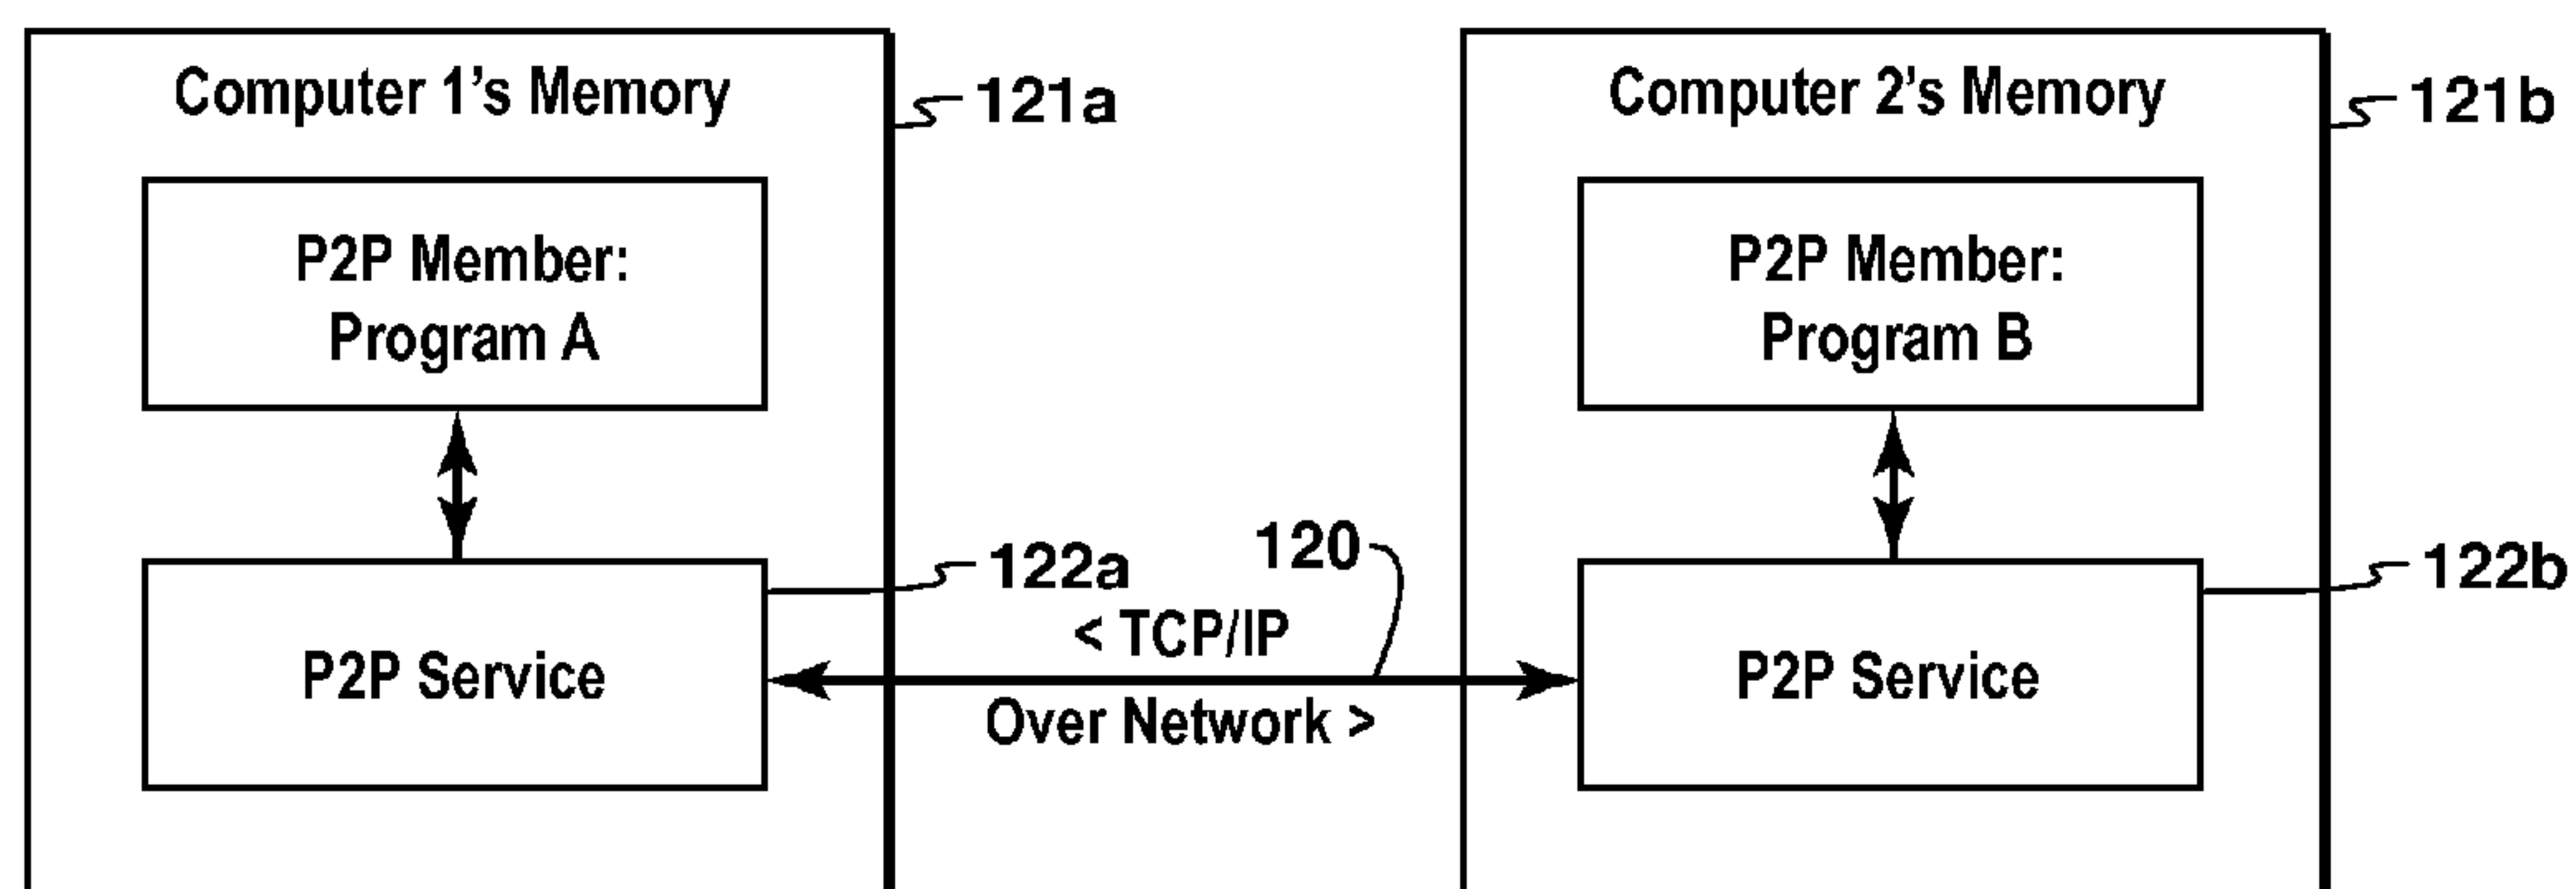 Computer 1's Memory
121a
P2P Member:
Program A
P2P Service
122a
< TCP/IP
Over Network >
120
Computer 2's Memory
121b
P2P Member:
Program B
P2P Service
122b